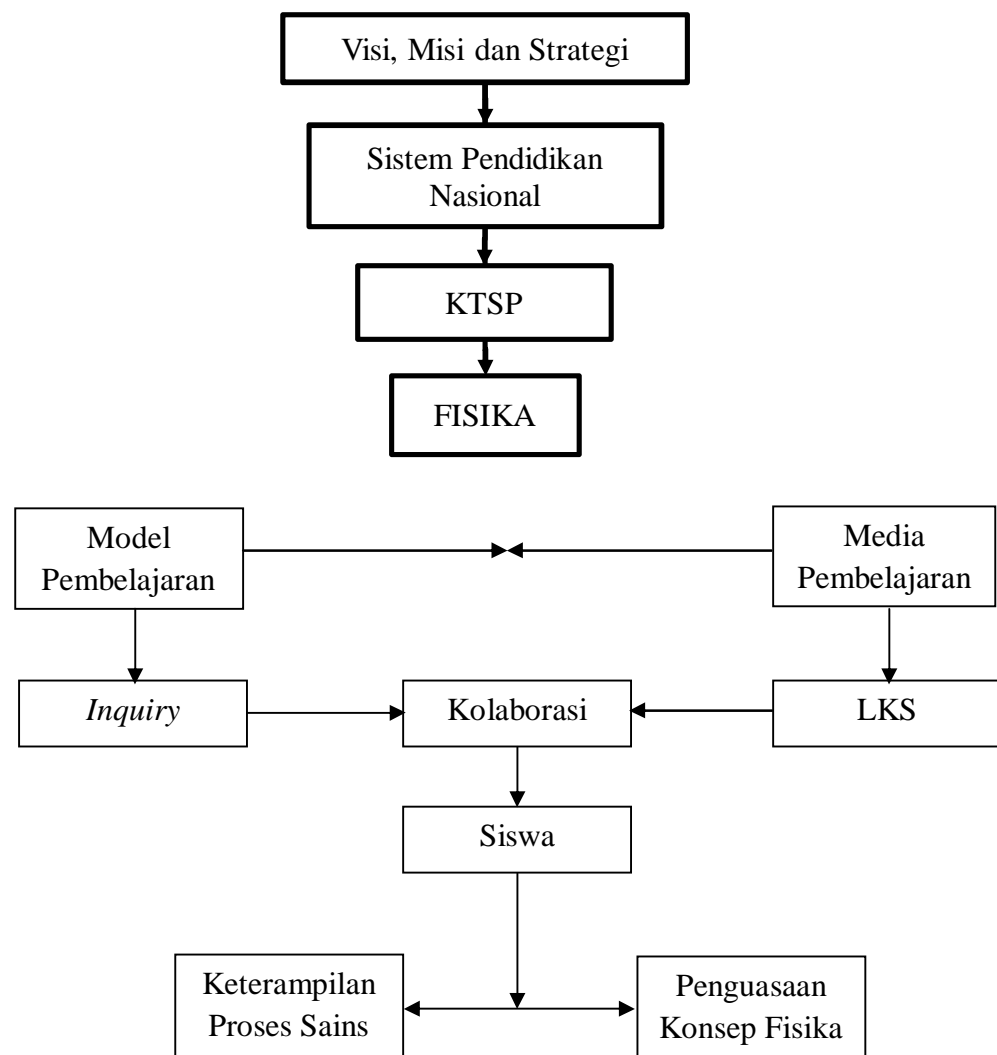 Visi, Misi dan Strategi
Sistem Pendidikan
Nasional
KTSP
FISIKA
Model
Pembelajaran
Media
Pembelajaran
Inquiry
Kolaborasi
LKS
Siswa
Keterampilan
Proses Sains
Penguasaan
Konsep Fisika